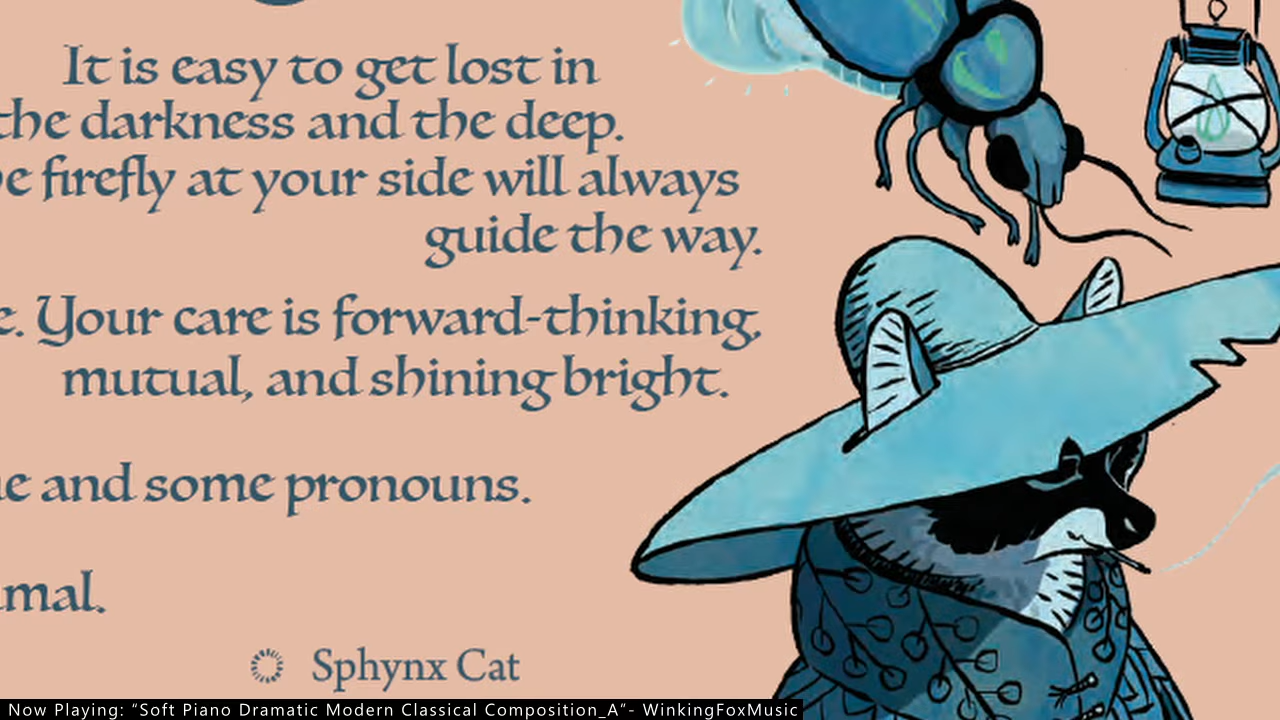 It is easy to get lost in
the darkness and the deep.
firefly at your side will always
guide the way.
Your care is forward-thinking,
mutual, and shining bright.
and some pronouns.
Sphynx Cat
Now Playing: "Soft Piano Dramatic Modern Classical Composition_A"- WinkingFoxMusic